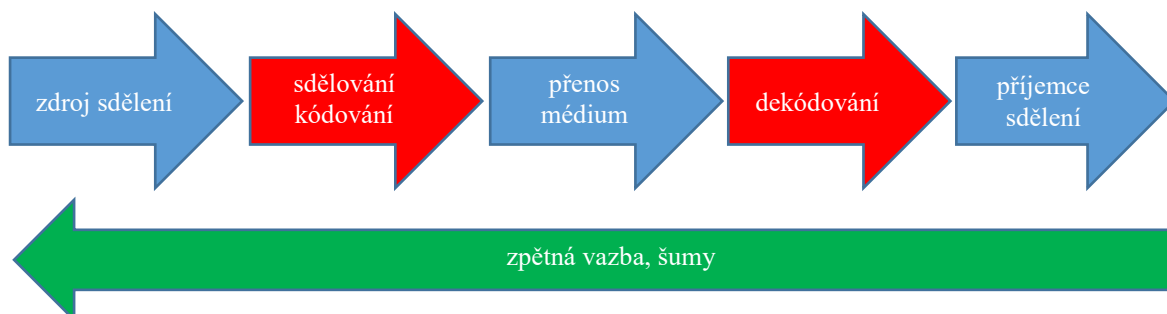 zdroj sdělení
sdělování
kódování
přenos
médium
dekódování
příjemce
sdělení
zpětná vazba, šumy